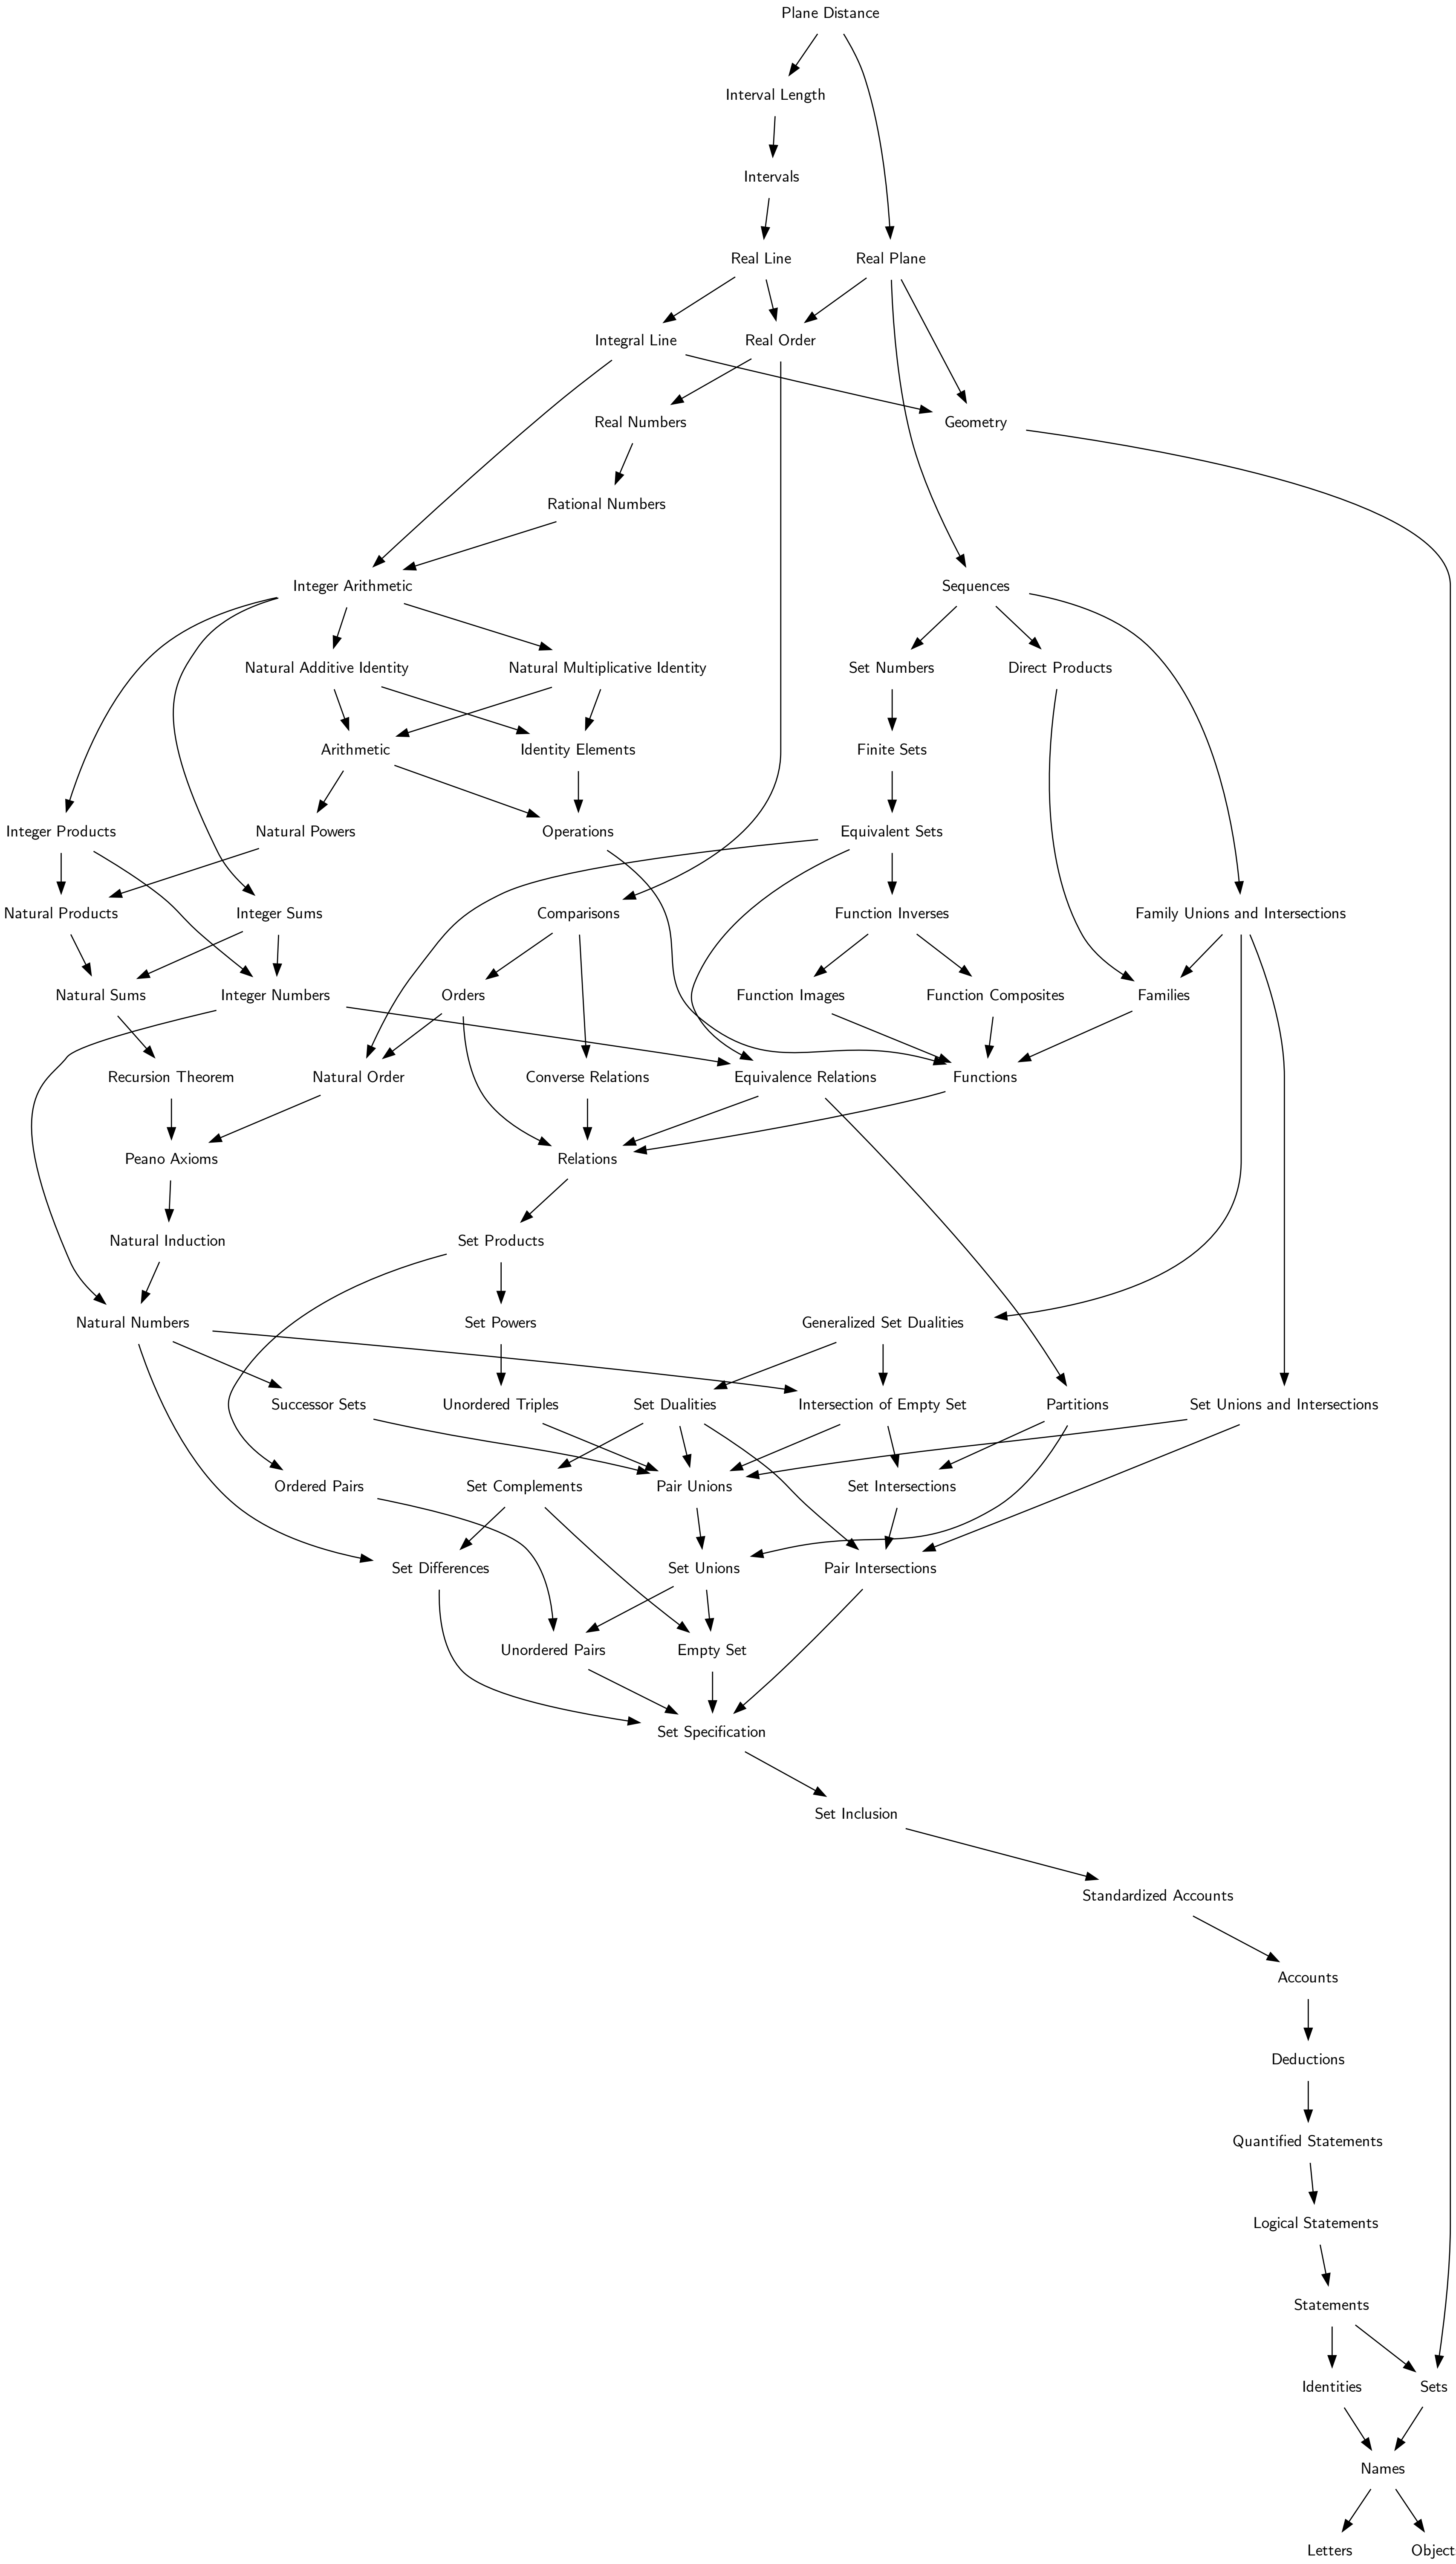 Plane Distance
Interval Length
Intervals
Real Line
Real Plane
Integral Line
Real Order
Real Numbers
Geometry
Rational Numbers
Integer Arithmetic
Sequences
Natural Additive Identity
Natural Multiplicative Identity
Set Numbers
Direct Products
Arithmetic
Identity Elements
Finite Sets
Integer Products
Natural Powers
Operations
Equivalent Sets
Natural Products
Integer Sums
Comparisons
Function Inverses
Family Unions and Intersections
Natural Sums
Integer Numbers
Orders
Function Images
Function Composites
Families
Recursion Theorem
Natural Order
Converse Relations
Equivalence Relations
Functions
Peano Axioms
Relations
Natural Induction
Set Products
Natural Numbers
Set Powers
Generalized Set Dualities
Successor Sets
Unordered Triples
Set Dualities
Intersection of Empty Set
Partitions
Set Unions and Intersections
Ordered Pairs
Set Complements
Pair Unions
Set Intersections
Set Differences
Set Unions
Pair Intersections
Unordered Pairs
Empty Set
Set Specification
Set Inclusion
Standardized Accounts
Accounts
Deductions
Quantified Statements
Logical Statements
Statements
Identities
Sets
Names
Letters
Object